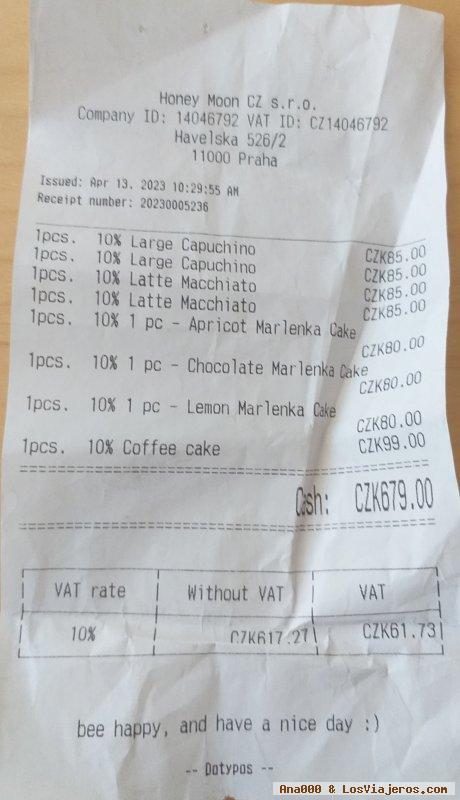 Honey Moon CZ s.r.o.
Company ID: 14046792 VAT ID: CZ14046792
Havelska 526/2
11000 Praha
Issued: Apr 13. 2023 10:29:55 AM
Receipt number: 20230005236
1pcs. 10% Large Capuchino CZK85.00
1pcs. 10% Large Capuchino CZK85.00
1pcs. 10% Latte Macchiato CZK85.00
1pcs. 10% Latte Macchiato CZK85.00
1pcs. 10% 1 pc - Apricot Marlenka Cake
CZK80.00
1pcs. 10% 1 pc - Chocolate Marlenka Cake
CZK80.00
1pcs. 10% 1 pc - Lemon Marlenka Cake
CZK80.00
1pcs. 10% Coffee cake CZK99.00
Cash: CZK679.00
VAT rate Without VAT VAT
10% CZK617.27 CZK61.73
bee happy, and have a nice day :)
-- Dotypos --
Ana000 & LosViajeros.com